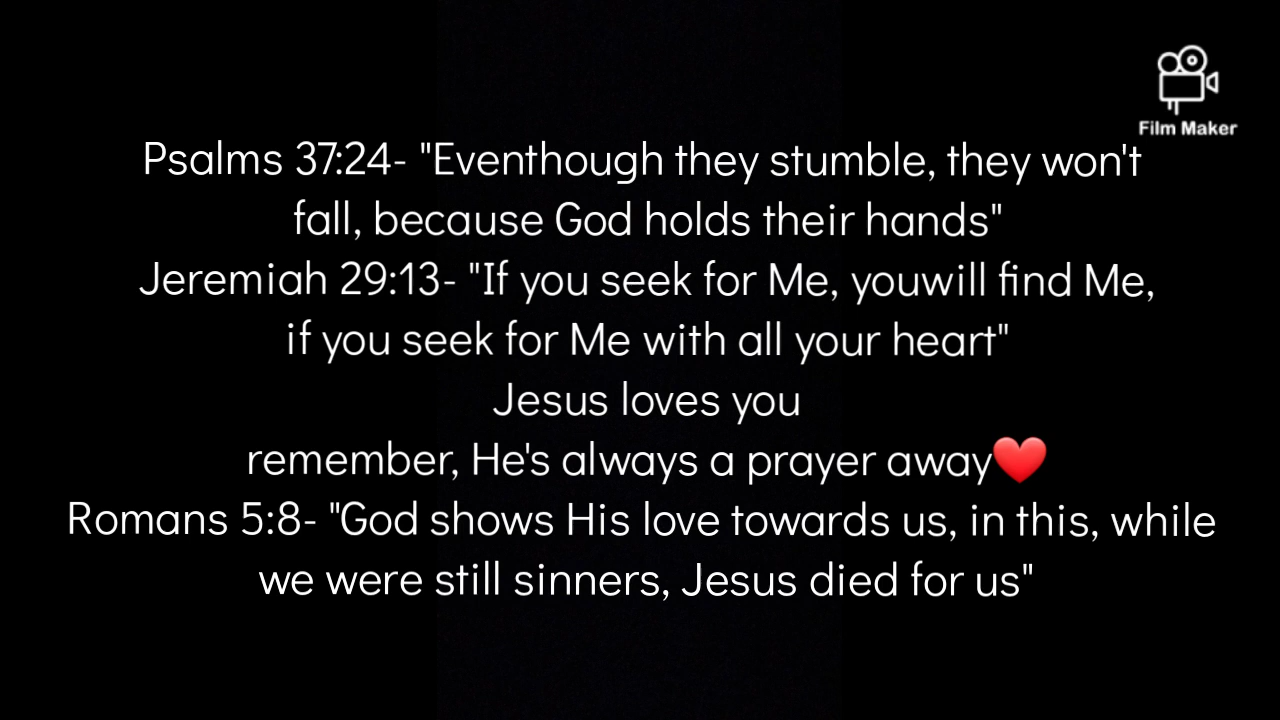 Film Maker
Psalms 37:24- "Eventhough they stumble, they won't
fall, because God holds their hands"
Jeremiah 29:13- "If you seek for Me, youwill find Me,
if you seek for Me with all your heart"
Jesus loves you
remember, He's always a prayer away❤️
Romans 5:8- "God shows His love towards us, in this, while
we were still sinners, Jesus died for us"